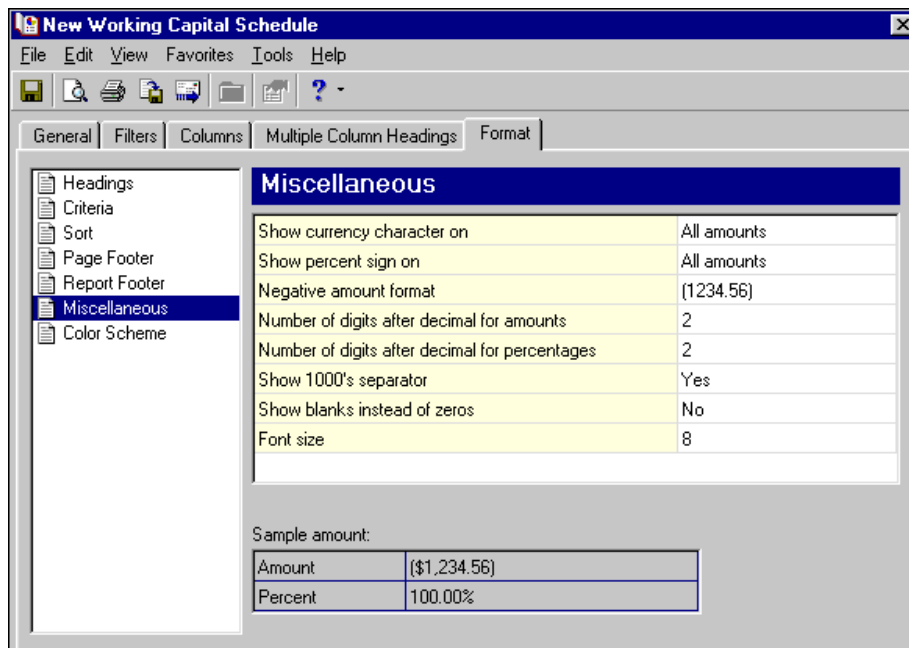 New Working Capital Schedule
File Edit View Favorites Tools Help
?
General Filters Columns Multiple Column Headings Format
Headings
Criteria
Sort
Page Footer
Report Footer
Miscellaneous
Color Scheme
Miscellaneous
Show currency character on All amounts
Show percent sign on All amounts
Negative amount format (1234.56)
Number of digits after decimal for amounts 2
Number of digits after decimal for percentages 2
Show 1000's separator Yes
Show blanks instead of zeros No
Font size 8
Sample amount:
Amount ($1,234.56)
Percent 100.00%